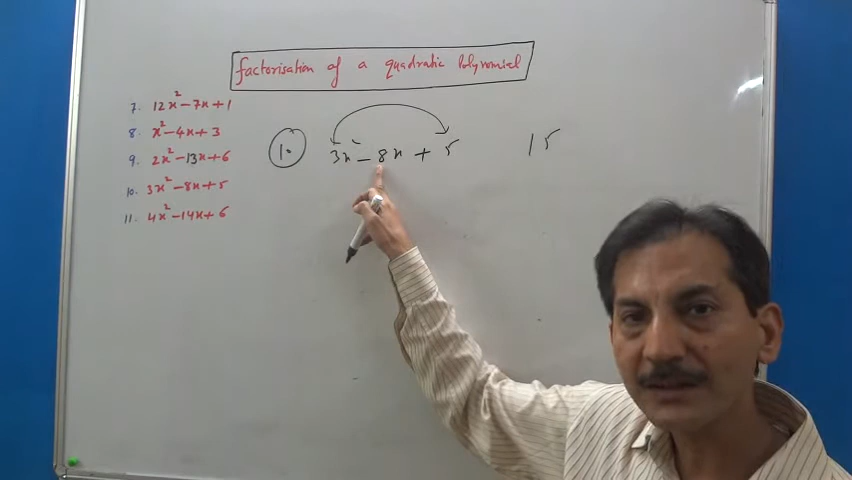 factorisation of a quadratic Polynomial
7. 12x² - 7x + 1
8. x² - 4x + 3
9. 2x² - 13x + 6
10. 3x² - 8x + 5
11. 4x² - 14x + 6
10 3x² - 8x + 5 15